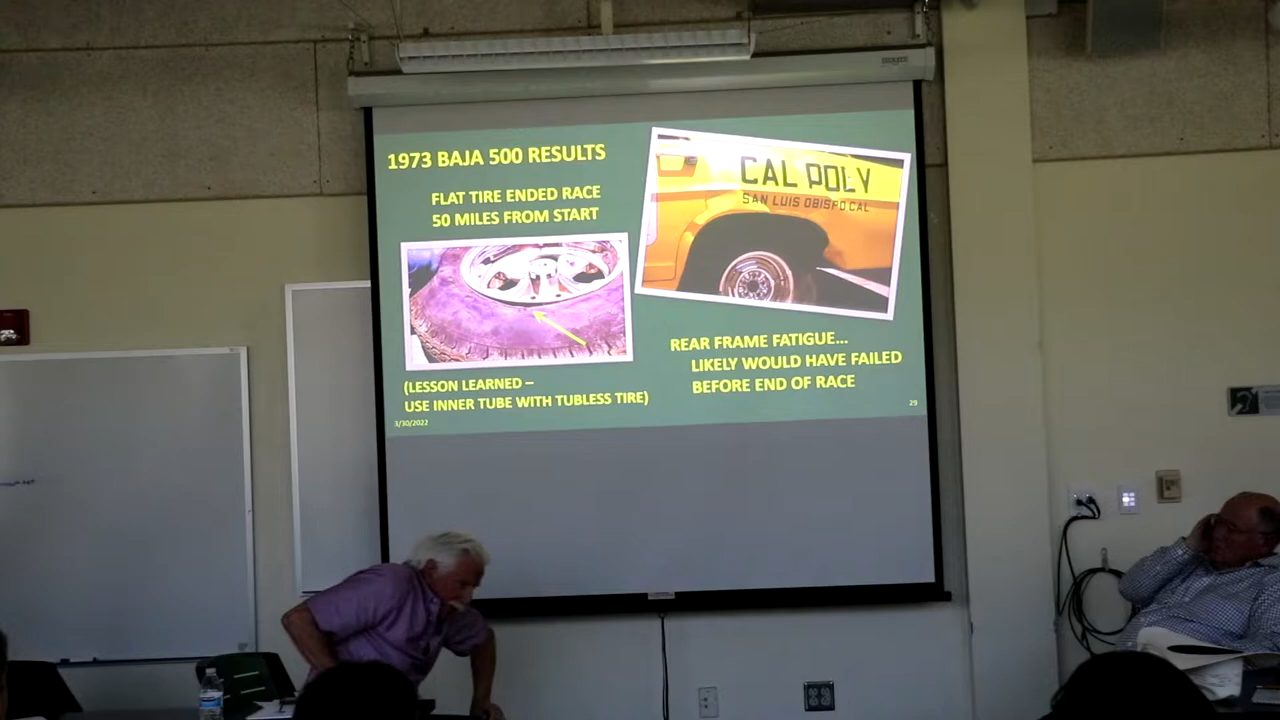 1973 BAJA 500 RESULTS
FLAT TIRE ENDED RACE
50 MILES FROM START
CAL POLY
SAN LUIS OBISPO,CAL
(LESSON LEARNED –
USE INNER TUBE WITH TUBLESS TIRE)
REAR FRAME FATIGUE...
LIKELY WOULD HAVE FAILED
BEFORE END OF RACE
3/30/2022
29